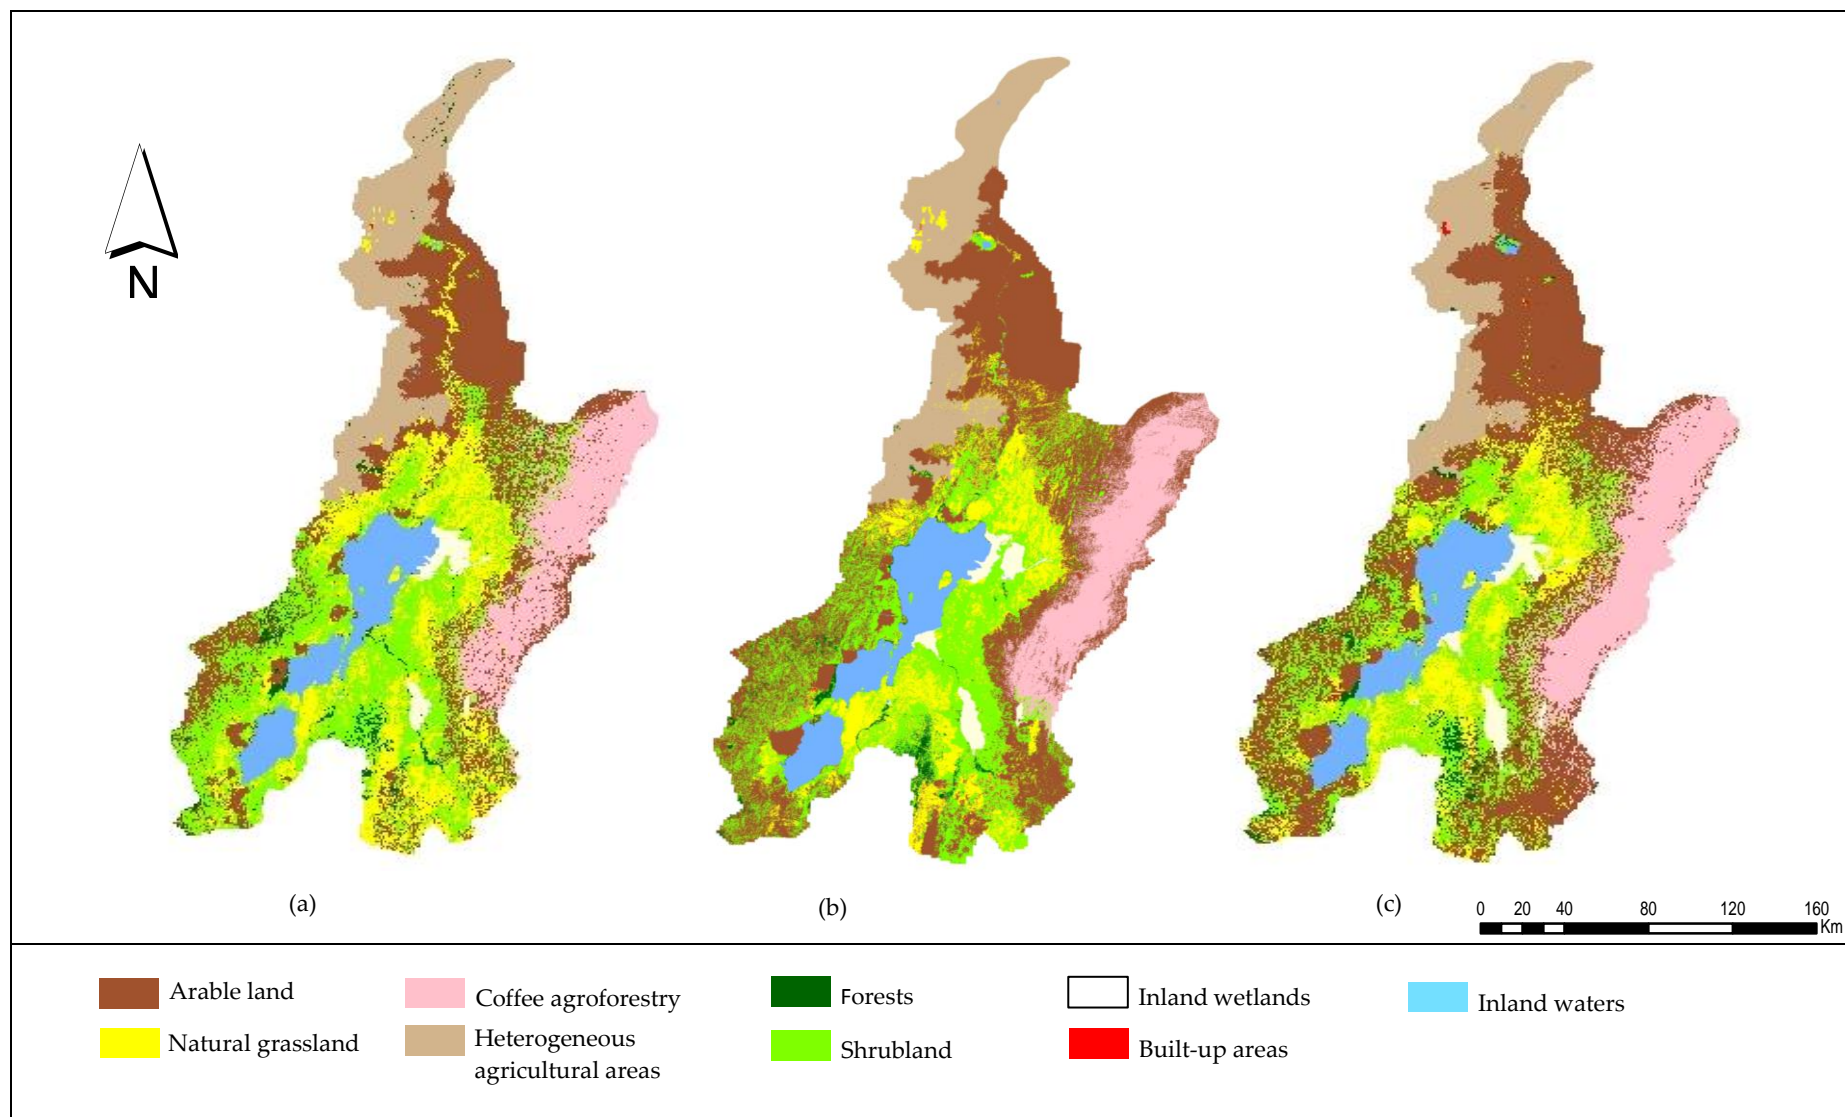 N
(a)
(b)
(c)
0 20 40 80 120 160
Km
Arable land
Coffee agroforestry
Forests
Inland wetlands
Inland waters
Natural grassland
Heterogeneous
agricultural areas
Shrubland
Built-up areas